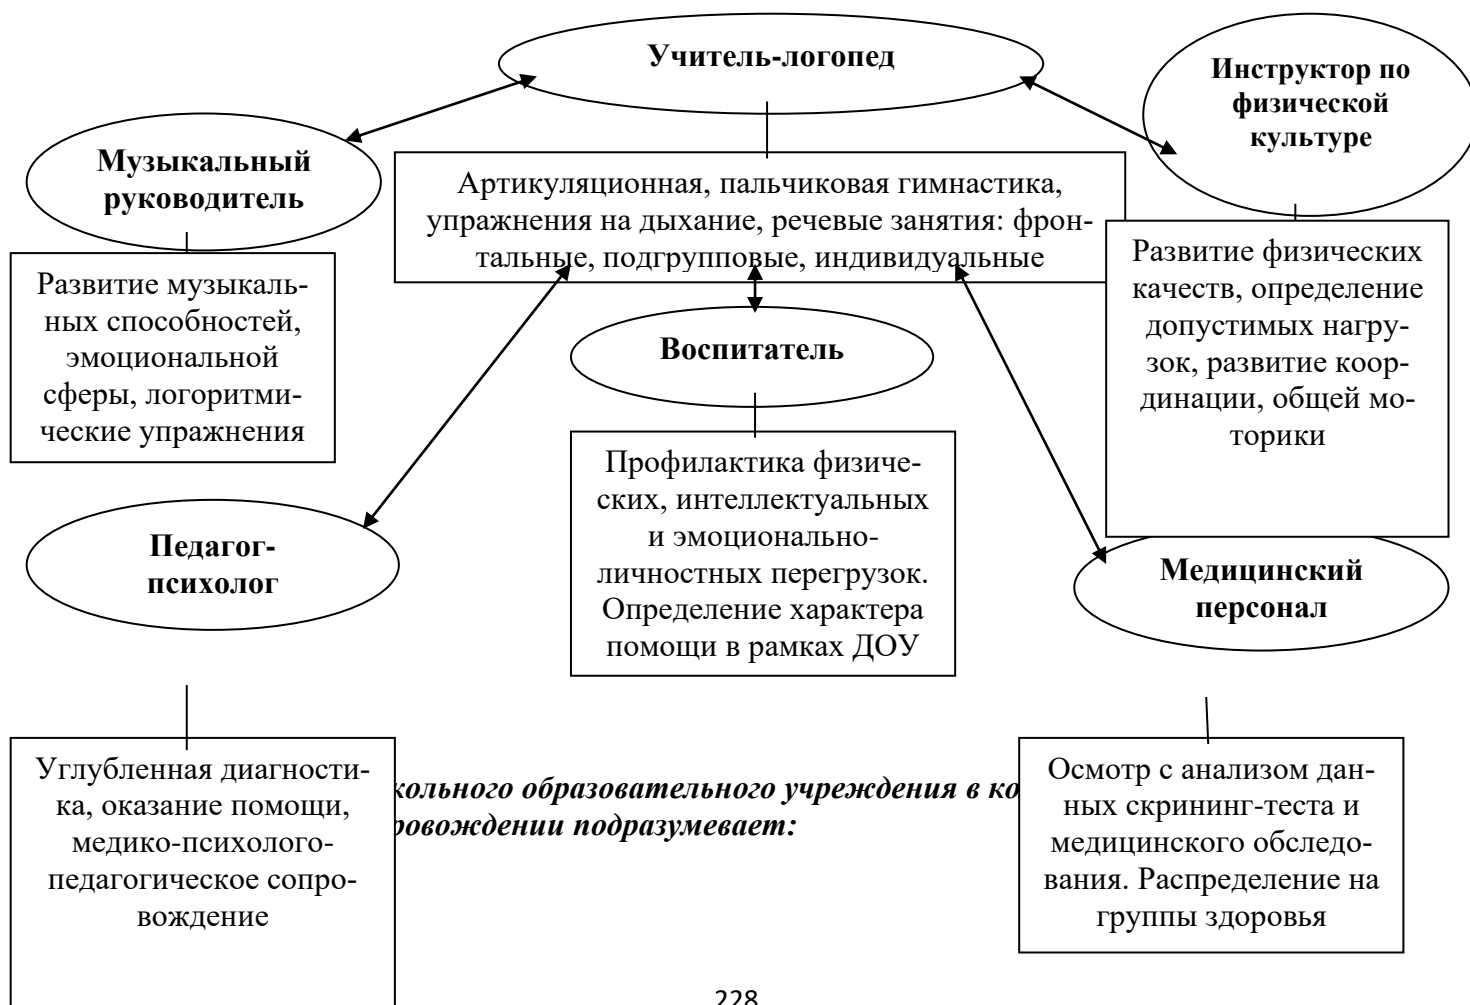 Учитель-логопед
Инструктор по
физической
культуре
Музыкальный
руководитель
Артикуляционная, пальчиковая гимнастика,
упражнения на дыхание, речевые занятия: фрон-
тальные, подгрупповые, индивидуальные
Развитие музыкаль-
ных способностей,
эмоциональной
сферы, логоритми-
ческие упражнения
Развитие физических
качеств, определение
допустимых нагру-
зок, развитие коор-
динации, общей мо-
торики
Воспитатель
Профилактика физиче-
ских, интеллектуальных
и эмоционально-
личностных перегрузок.
Определение характера
помощи в рамках ДОУ
Педагог-
психолог
Медицинский
персонал
Углубленная диагности-
ка, оказание помощи,
медико-психолого-
педагогическое сопро-
вождение
кольного образовательного учреждения в ко
ровождении подразумевает:
Осмотр с анализом дан-
ных скрининг-теста и
медицинского обследо-
вания. Распределение на
группы здоровья
228